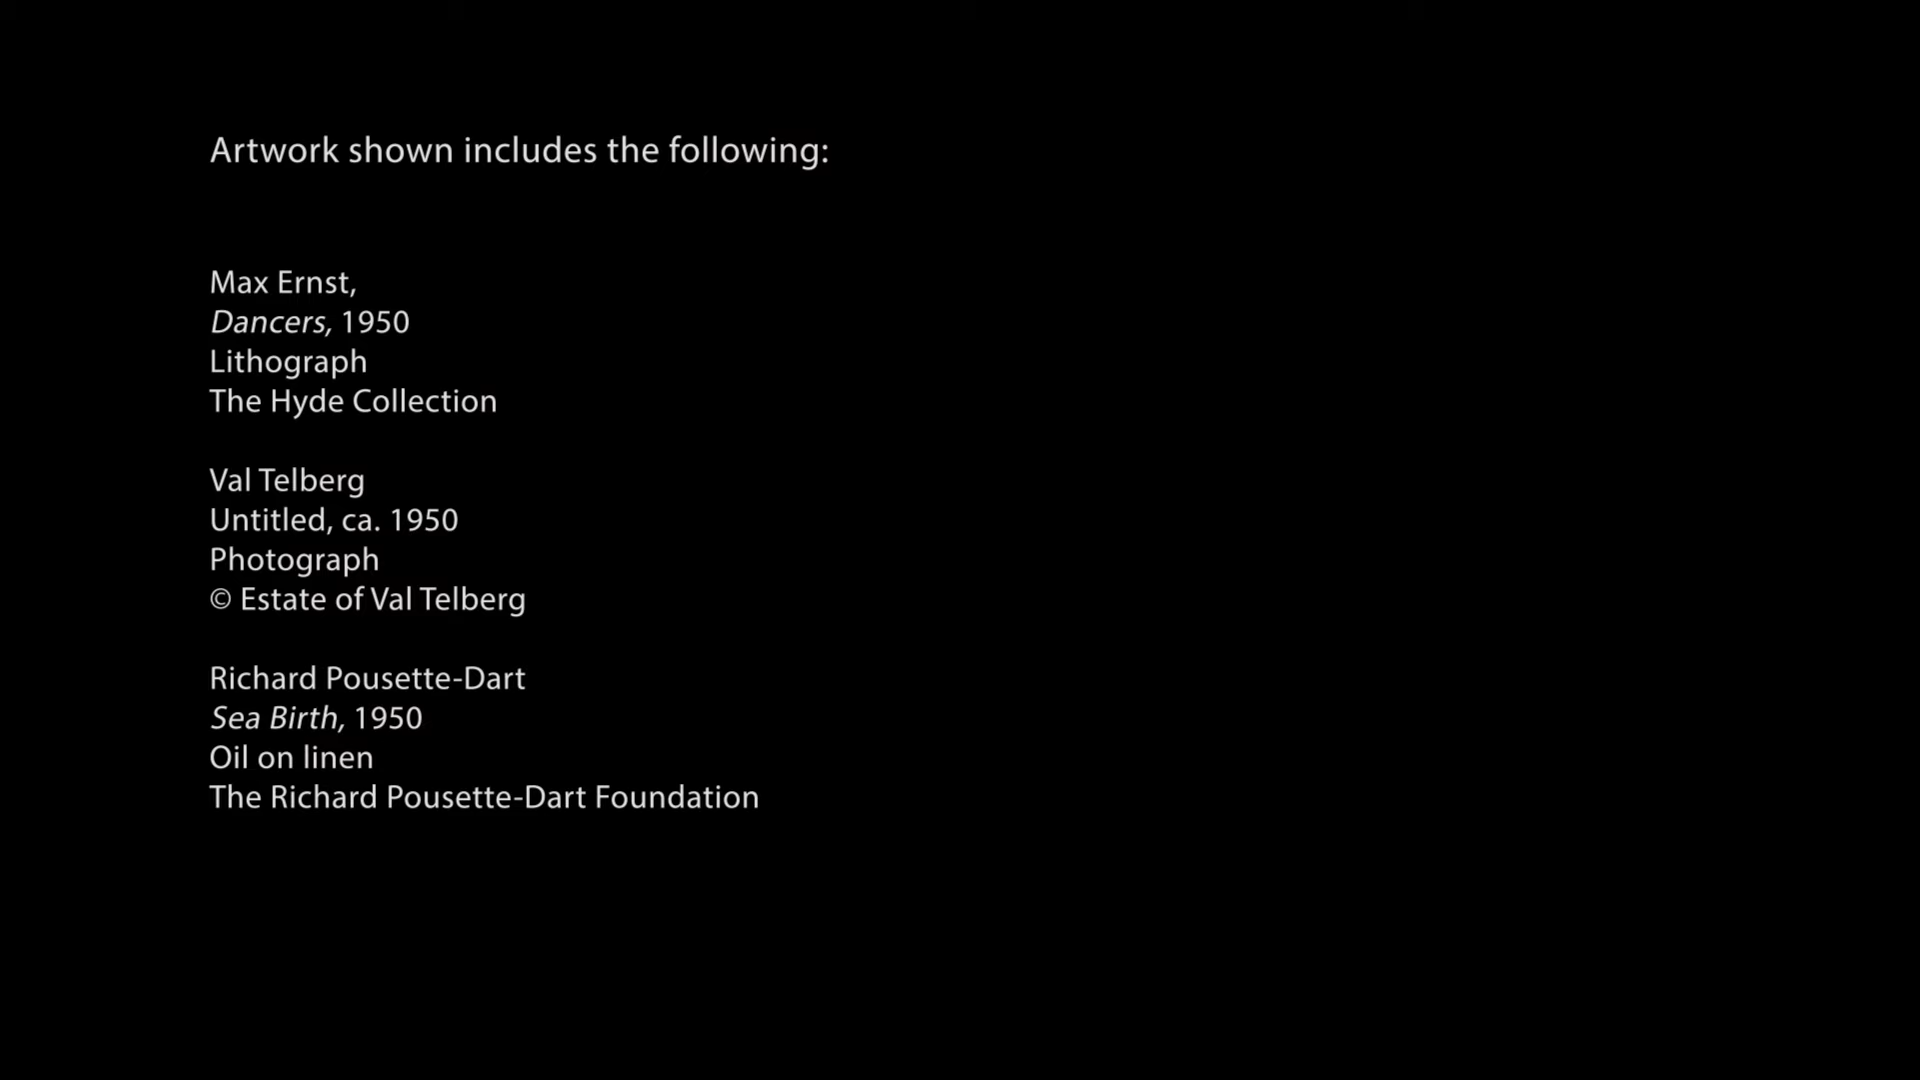 Artwork shown includes the following:
Max Ernst,
Dancers, 1950
Lithograph
The Hyde Collection
Val Telberg
Untitled, ca. 1950
Photograph
© Estate of Val Telberg
Richard Pousette-Dart
Sea Birth, 1950
Oil on linen
The Richard Pousette-Dart Foundation